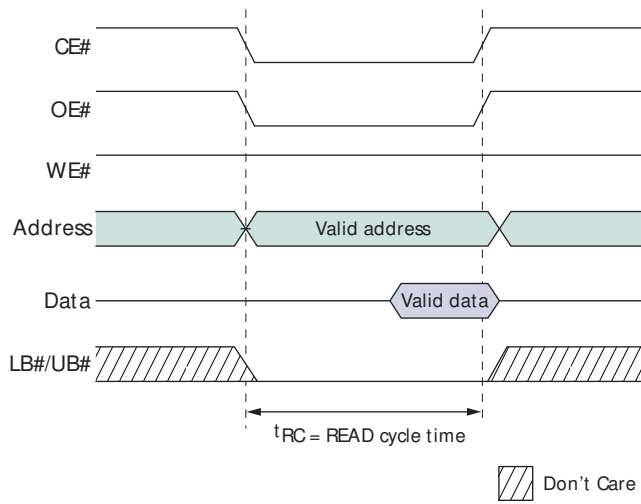 CE#
OE#
WE#
Address
Valid address
Data
Valid data
LB#/UB#
tRC = READ cycle time
Don't Care